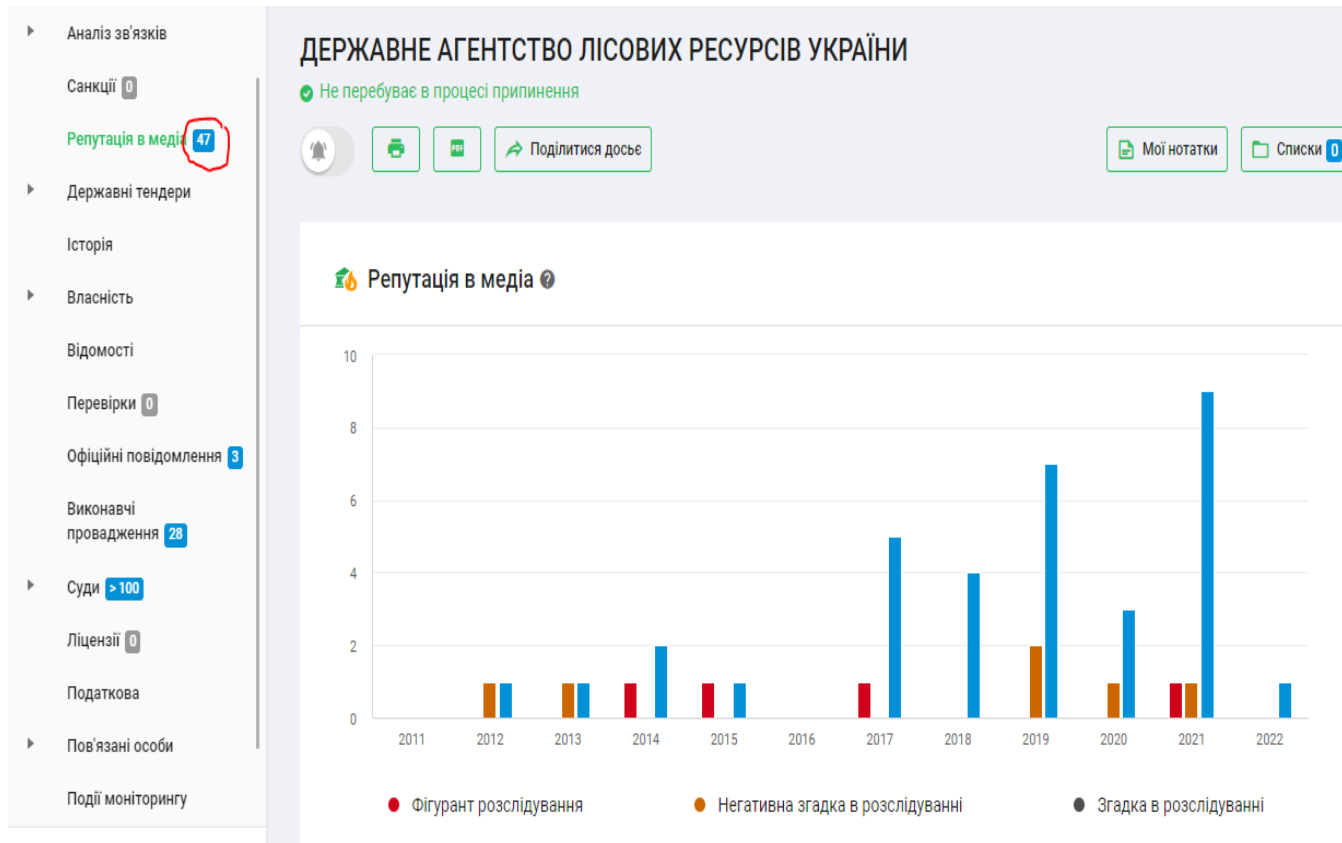 Аналіз зв'язків
Санкції 0
Репутація в медіа 47
Державні тендери
Історія
Власність
Відомості
Перевірки 0
Офіційні повідомлення 3
Виконавчі
провадження 28
Суди > 100
Ліцензії 0
Податкова
Пов'язані особи
Події моніторингу
ДЕРЖАВНЕ АГЕНТСТВО ЛІСОВИХ РЕСУРСІВ УКРАЇНИ
Не перебуває в процесі припинення
PDF
Поділитися досьє
Мої нотатки
Списки 0
Репутація в медіа ?
10
8
6
4
2
0
2011 2012 2013 2014 2015 2016 2017 2018 2019 2020 2021 2022
Фігурант розслідування
Негативна згадка в розслідуванні
Згадка в розслідуванні